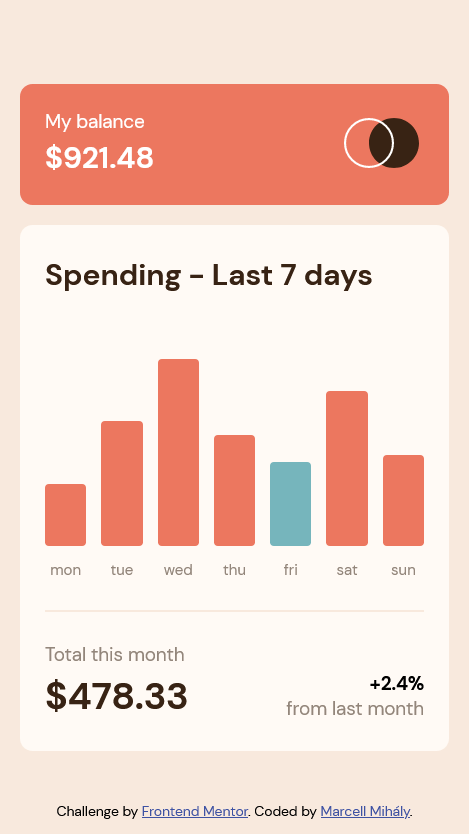 My balance
$921.48
Spending - Last 7 days
mon tue wed thu fri sat sun
Total this month
$478.33
+2.4%
from last month
Challenge by Frontend Mentor. Coded by Marcell Mihály.